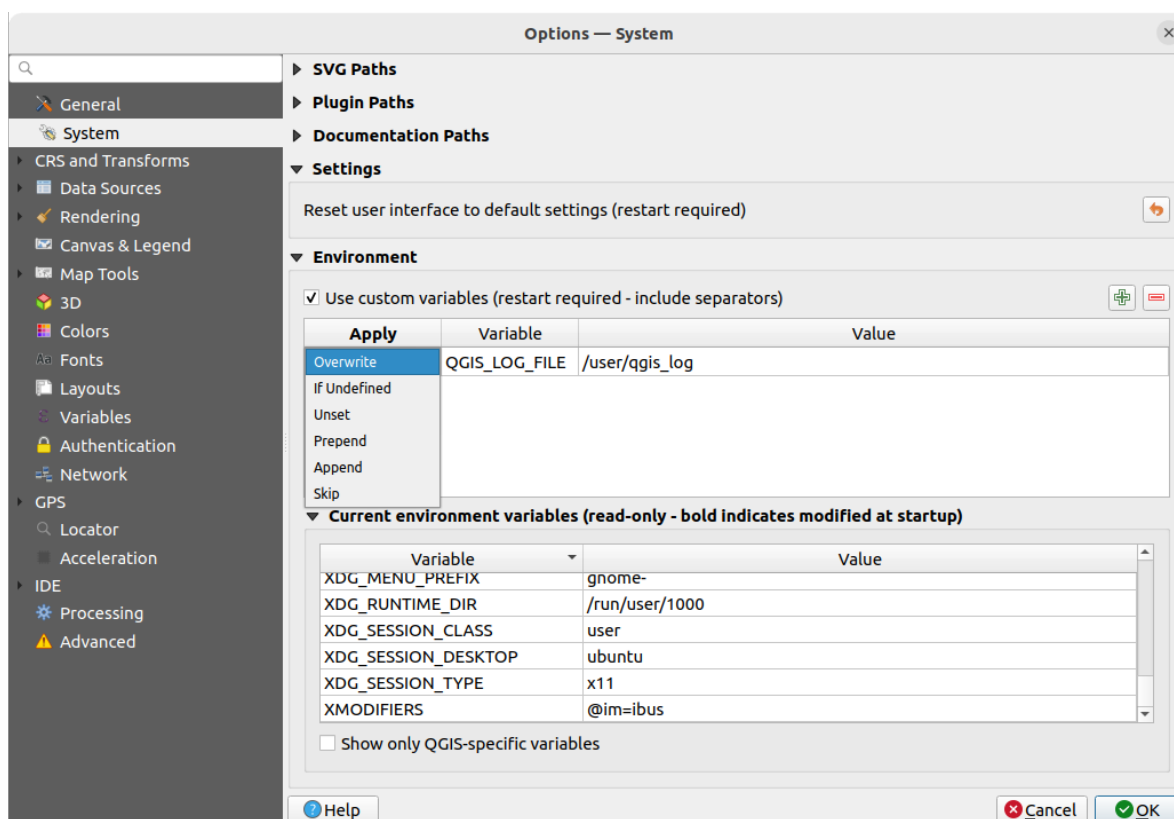 Options — System
SVG Paths
Plugin Paths
Documentation Paths
Settings
Reset user interface to default settings (restart required)
Environment
Use custom variables (restart required - include separators)
Apply Variable Value
Overwrite QGIS_LOG_FILE /user/qgis_log
If Undefined
Unset
Prepend
Append
Skip
Current environment variables (read-only - bold indicates modified at startup)
Variable Value
XDG_MENU_PREFIX gnome-
XDG_RUNTIME_DIR /run/user/1000
XDG_SESSION_CLASS user
XDG_SESSION_DESKTOP ubuntu
XDG_SESSION_TYPE x11
XMODIFIERS @im=ibus
Show only QGIS-specific variables
General
System
CRS and Transforms
Data Sources
Rendering
Canvas & Legend
Map Tools
3D
Colors
Aa Fonts
Layouts
Variables
Authentication
Network
GPS
Locator
Acceleration
IDE
Processing
Advanced
Help
Cancel
OK